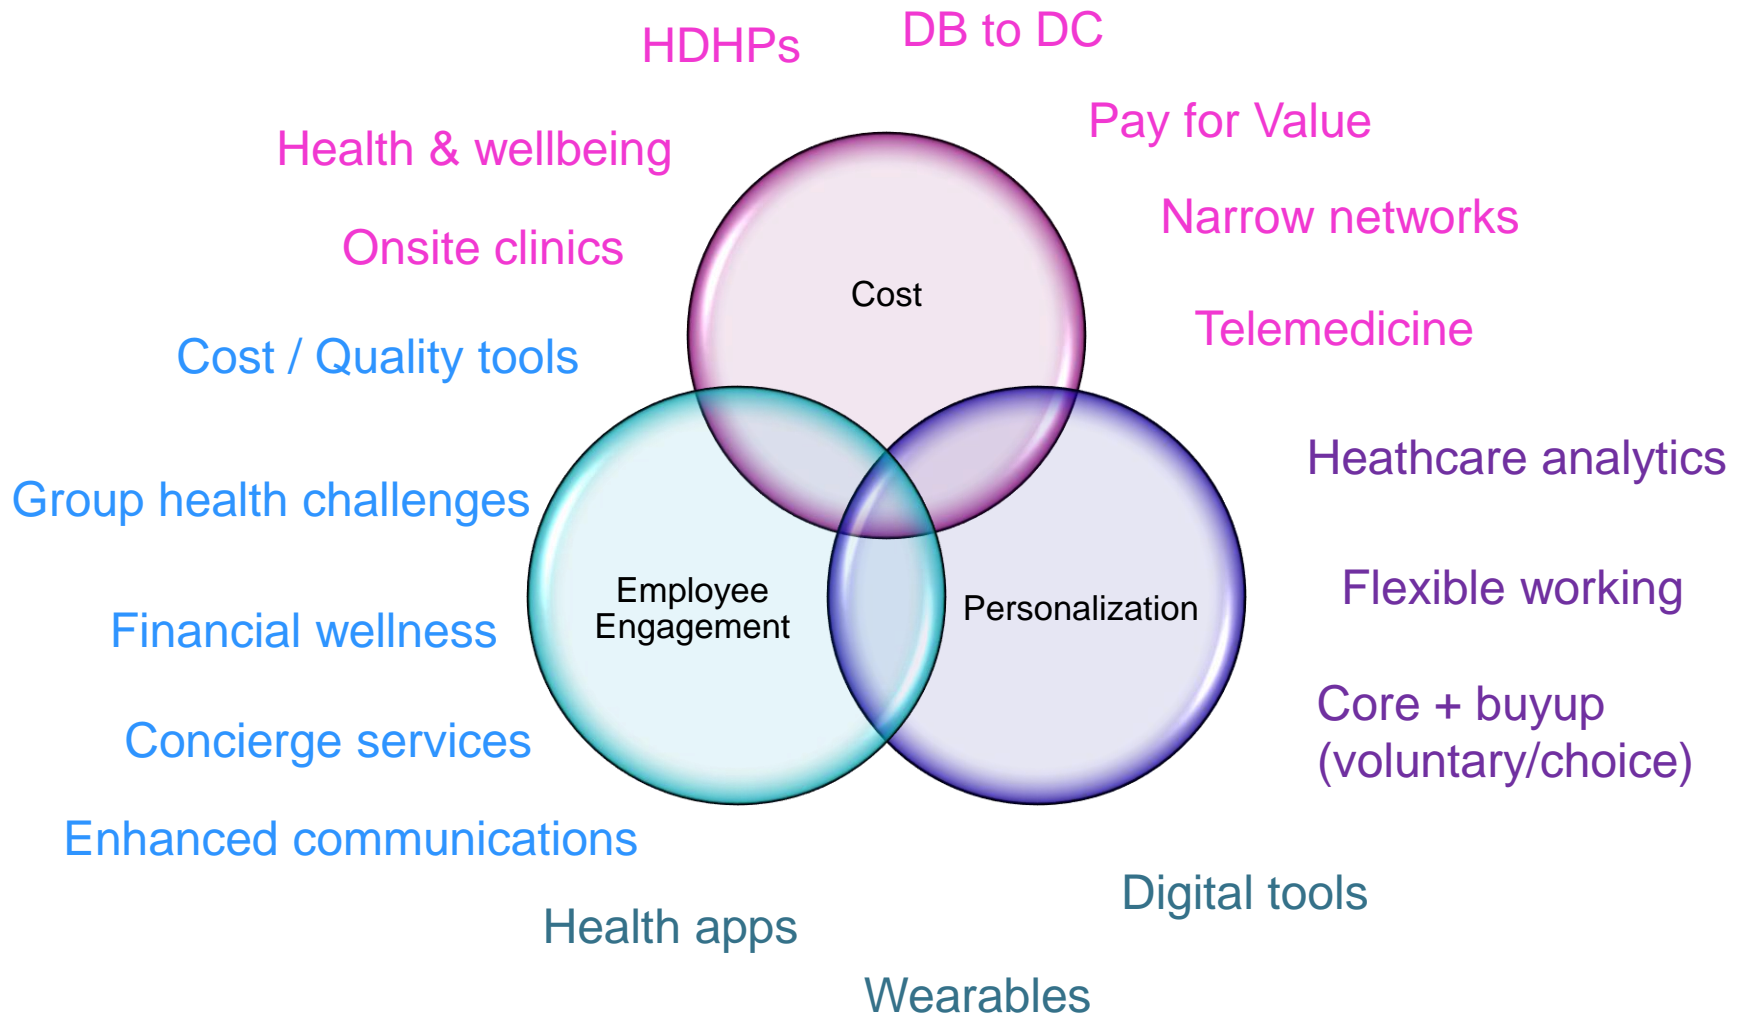 HDHPs
DB to DC
Pay for Value
Health & wellbeing
Narrow networks
Onsite clinics
Cost
Telemedicine
Cost / Quality tools
Heathcare analytics
Group health challenges
Employee
Engagement
Personalization
Flexible working
Financial wellness
Core + buyup
(voluntary/choice)
Concierge services
Enhanced communications
Digital tools
Health apps
Wearables